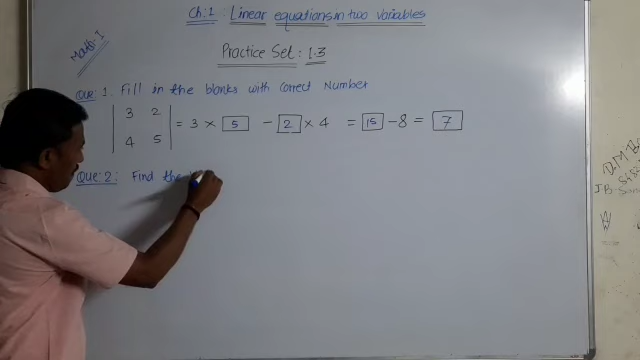 Ch:1 : Linear equations in two variables
Math-I
Practice Set: 1.3
Que: 1. Fill in the blanks with Correct Number
| 3 2 |
| 4 5 | = 3 × 5 - 2 × 4 = 15 - 8 = 7
Que: 2: Find the